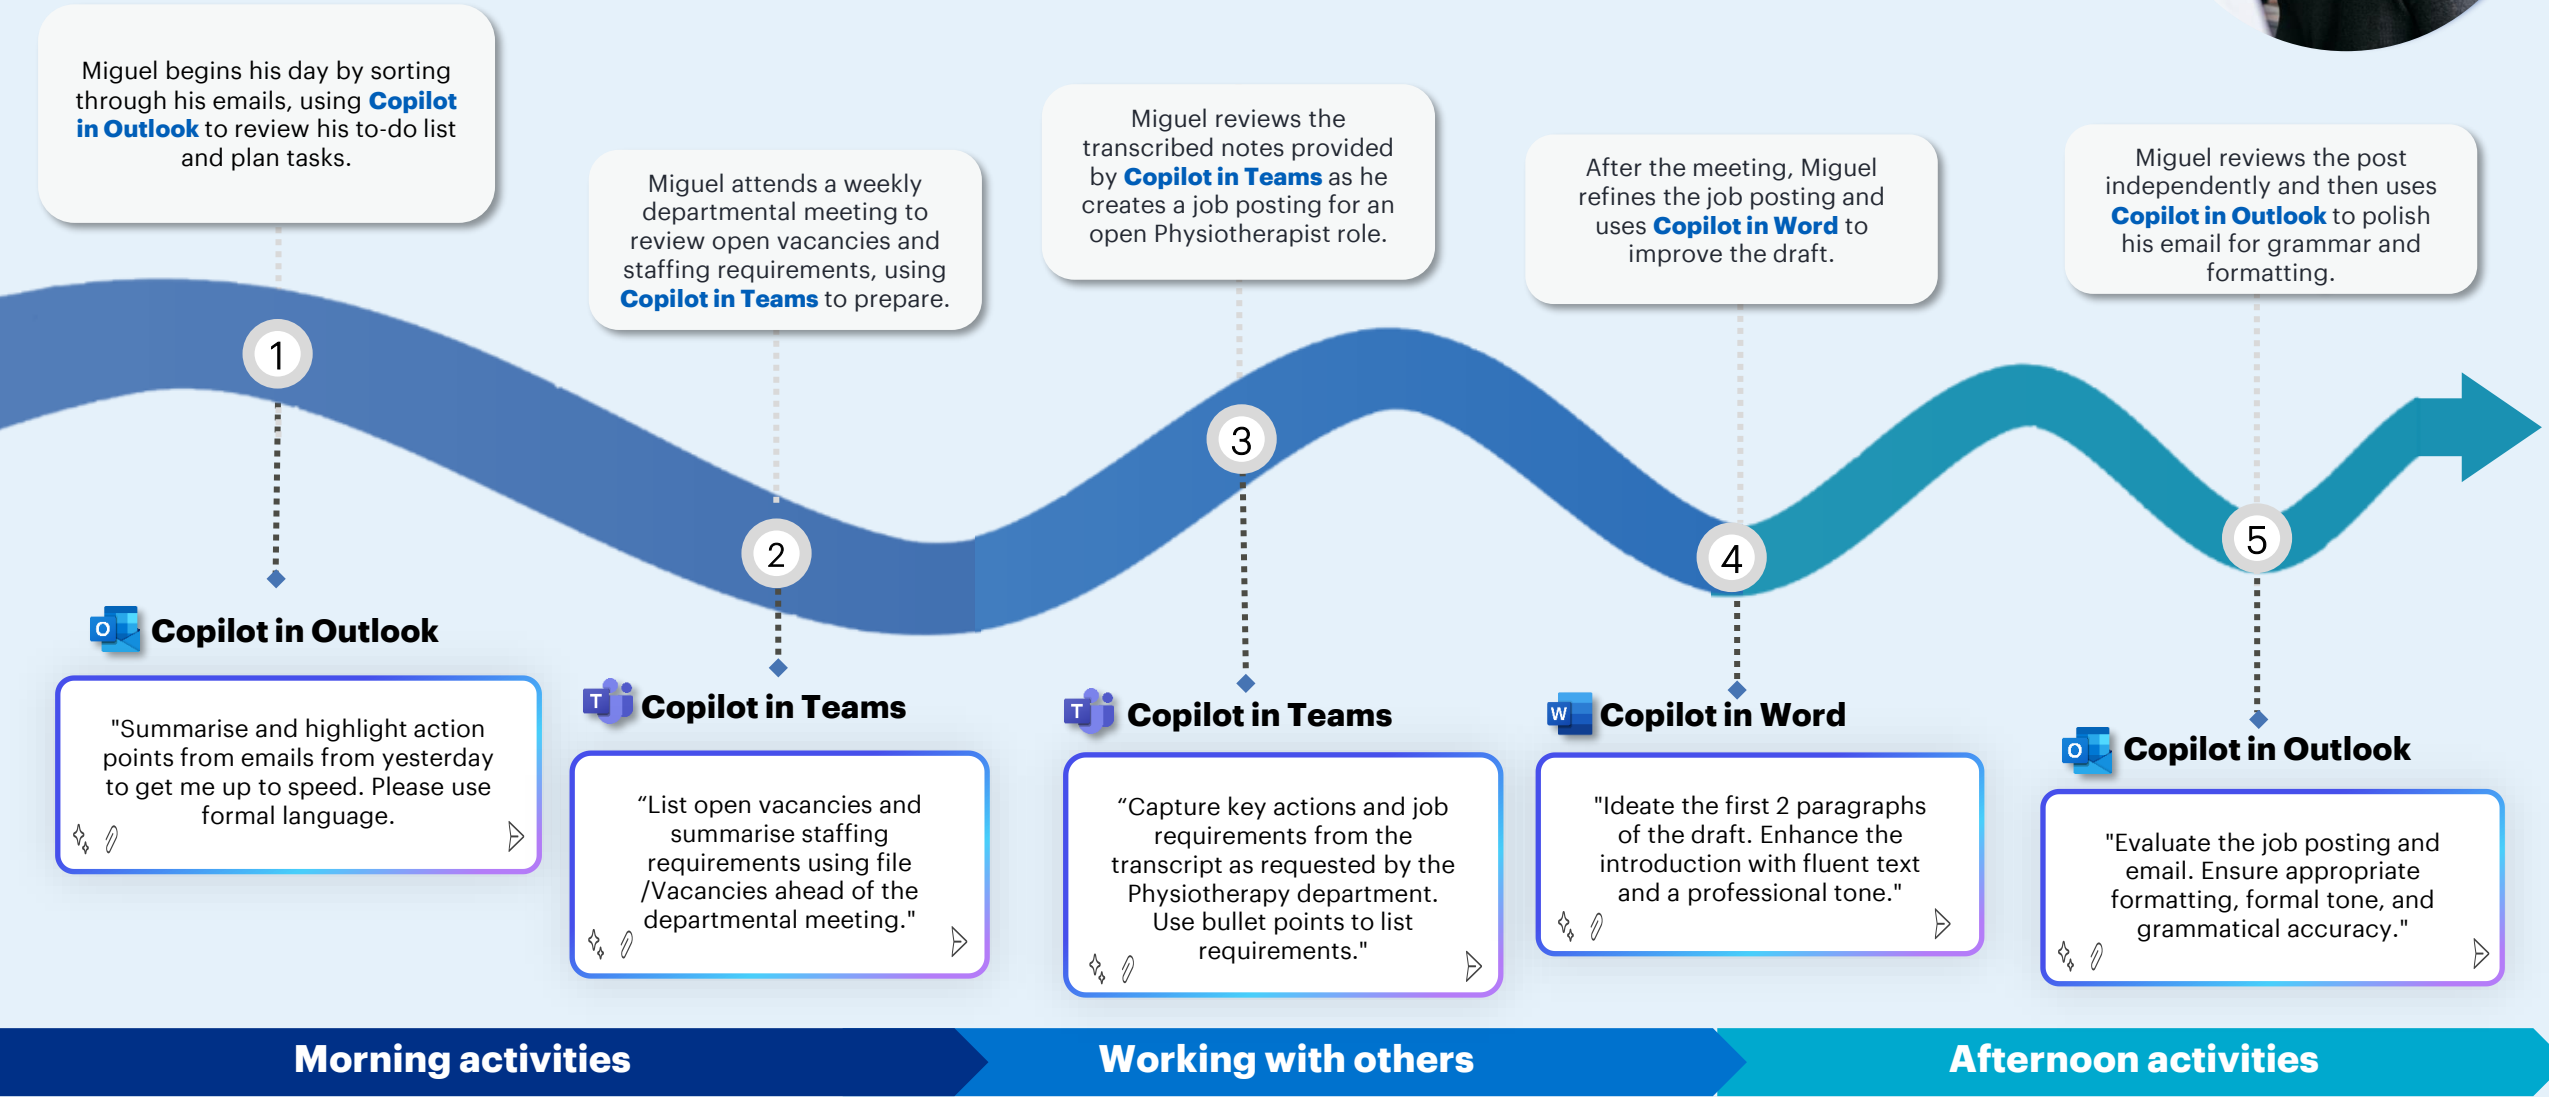 Miguel begins his day by sorting
through his emails, using Copilot
in Outlook to review his to-do list
and plan tasks.
Miguel attends a weekly
departmental meeting to
review open vacancies and
staffing requirements, using
Copilot in Teams to prepare.
Miguel reviews the
transcribed notes provided
by Copilot in Teams as he
creates a job posting for an
open Physiotherapist role.
After the meeting, Miguel
refines the job posting and
uses Copilot in Word to
improve the draft.
Miguel reviews the post
independently and then uses
Copilot in Outlook to polish
his email for grammar and
formatting.
1
2
3
4
5
O
Copilot in Outlook
"Summarise and highlight action
points from emails from yesterday
to get me up to speed. Please use
formal language.
T
Copilot in Teams
“List open vacancies and
summarise staffing
requirements using file
/Vacancies ahead of the
departmental meeting."
T
Copilot in Teams
“Capture key actions and job
requirements from the
transcript as requested by the
Physiotherapy department.
Use bullet points to list
requirements."
W
Copilot in Word
"Ideate the first 2 paragraphs
of the draft. Enhance the
introduction with fluent text
and a professional tone."
O
Copilot in Outlook
"Evaluate the job posting and
email. Ensure appropriate
formatting, formal tone, and
grammatical accuracy."
Morning activities
Working with others
Afternoon activities